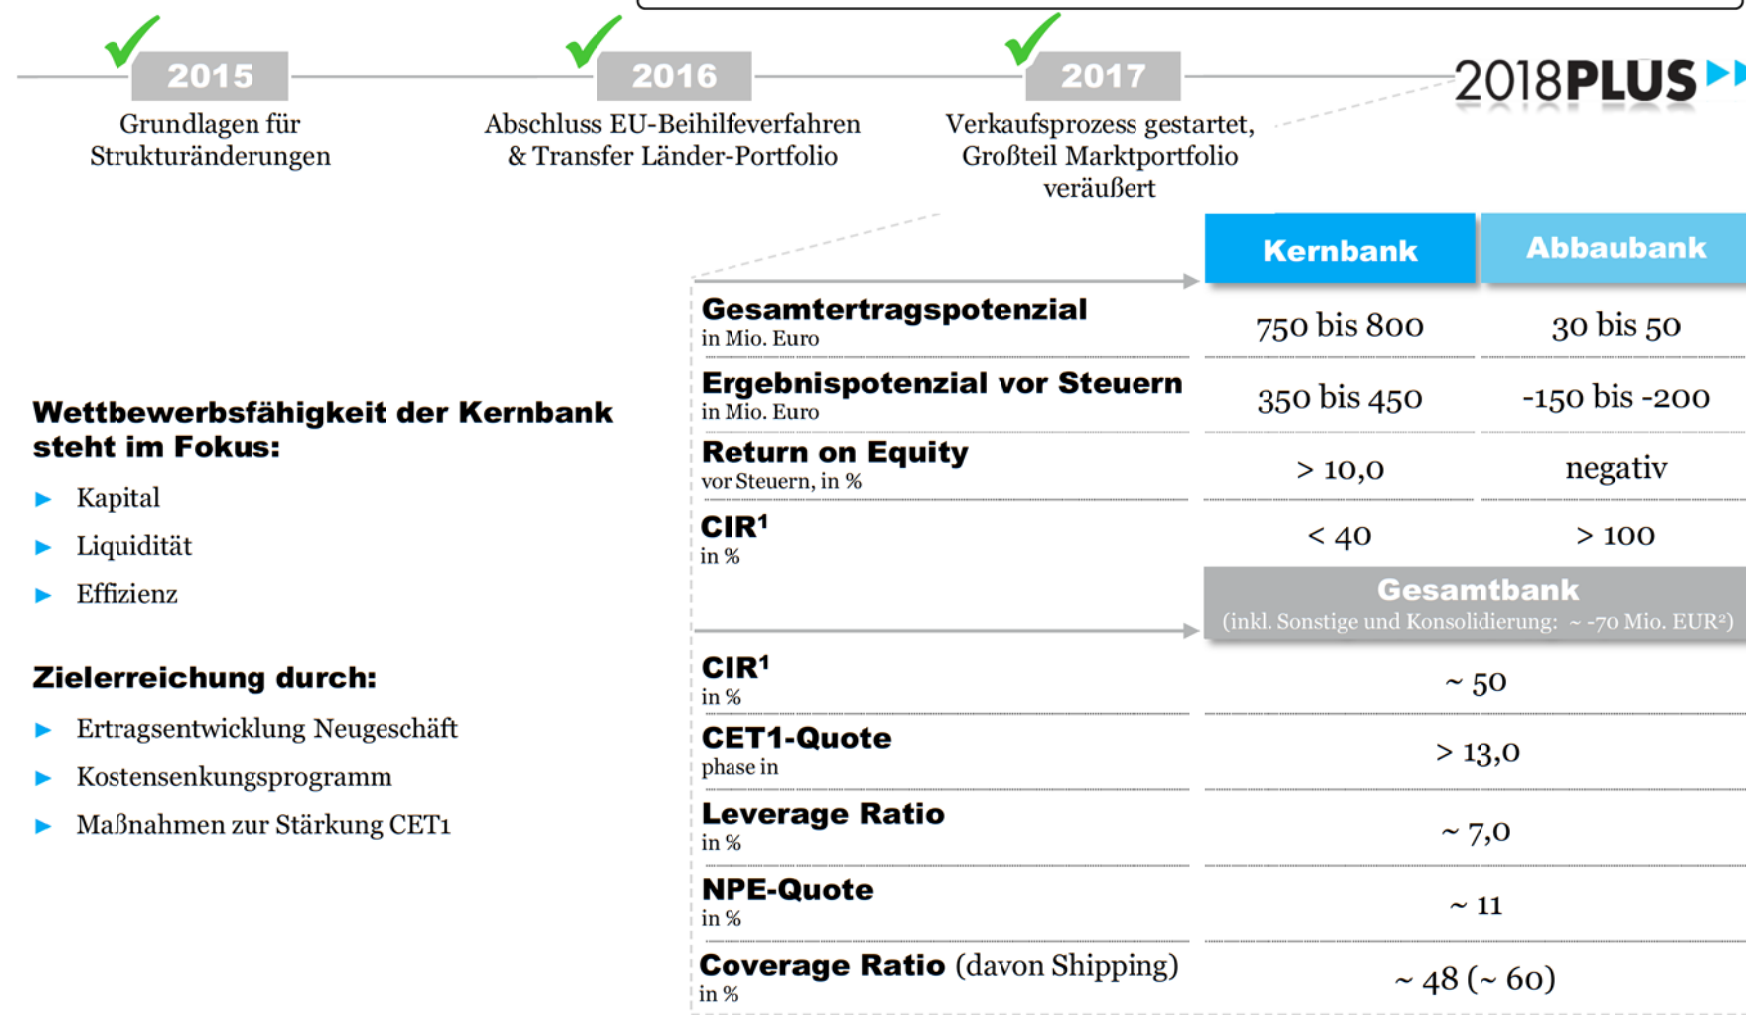 2015
2016
2017
2018PLUS
Grundlagen für
Strukturänderungen
Abschluss EU-Beihilfeverfahren
& Transfer Länder-Portfolio
Verkaufsprozess gestartet,
Großteil Marktportfolio
veräußert
Wettbewerbsfähigkeit der Kernbank
steht im Fokus:
► Kapital
► Liquidität
► Effizienz
Zielerreichung durch:
► Ertragsentwicklung Neugeschäft
► Kostensenkungsprogramm
► Maßnahmen zur Stärkung CET1
Kernbank Abbaubank
Gesamtertragspotenzial
in Mio. Euro
750 bis 800 30 bis 50
Ergebnispotenzial vor Steuern
in Mio. Euro
350 bis 450 -150 bis -200
Return on Equity
vor Steuern, in %
> 10,0 negativ
CIR¹
in %
< 40 > 100
Gesamtbank
(inkl. Sonstige und Konsolidierung: ~ -70 Mio. EUR²)
CIR¹
in %
~ 50
CET1-Quote
phase in
> 13,0
Leverage Ratio
in %
~ 7,0
NPE-Quote
in %
~ 11
Coverage Ratio (davon Shipping)
in %
~ 48 (~ 60)